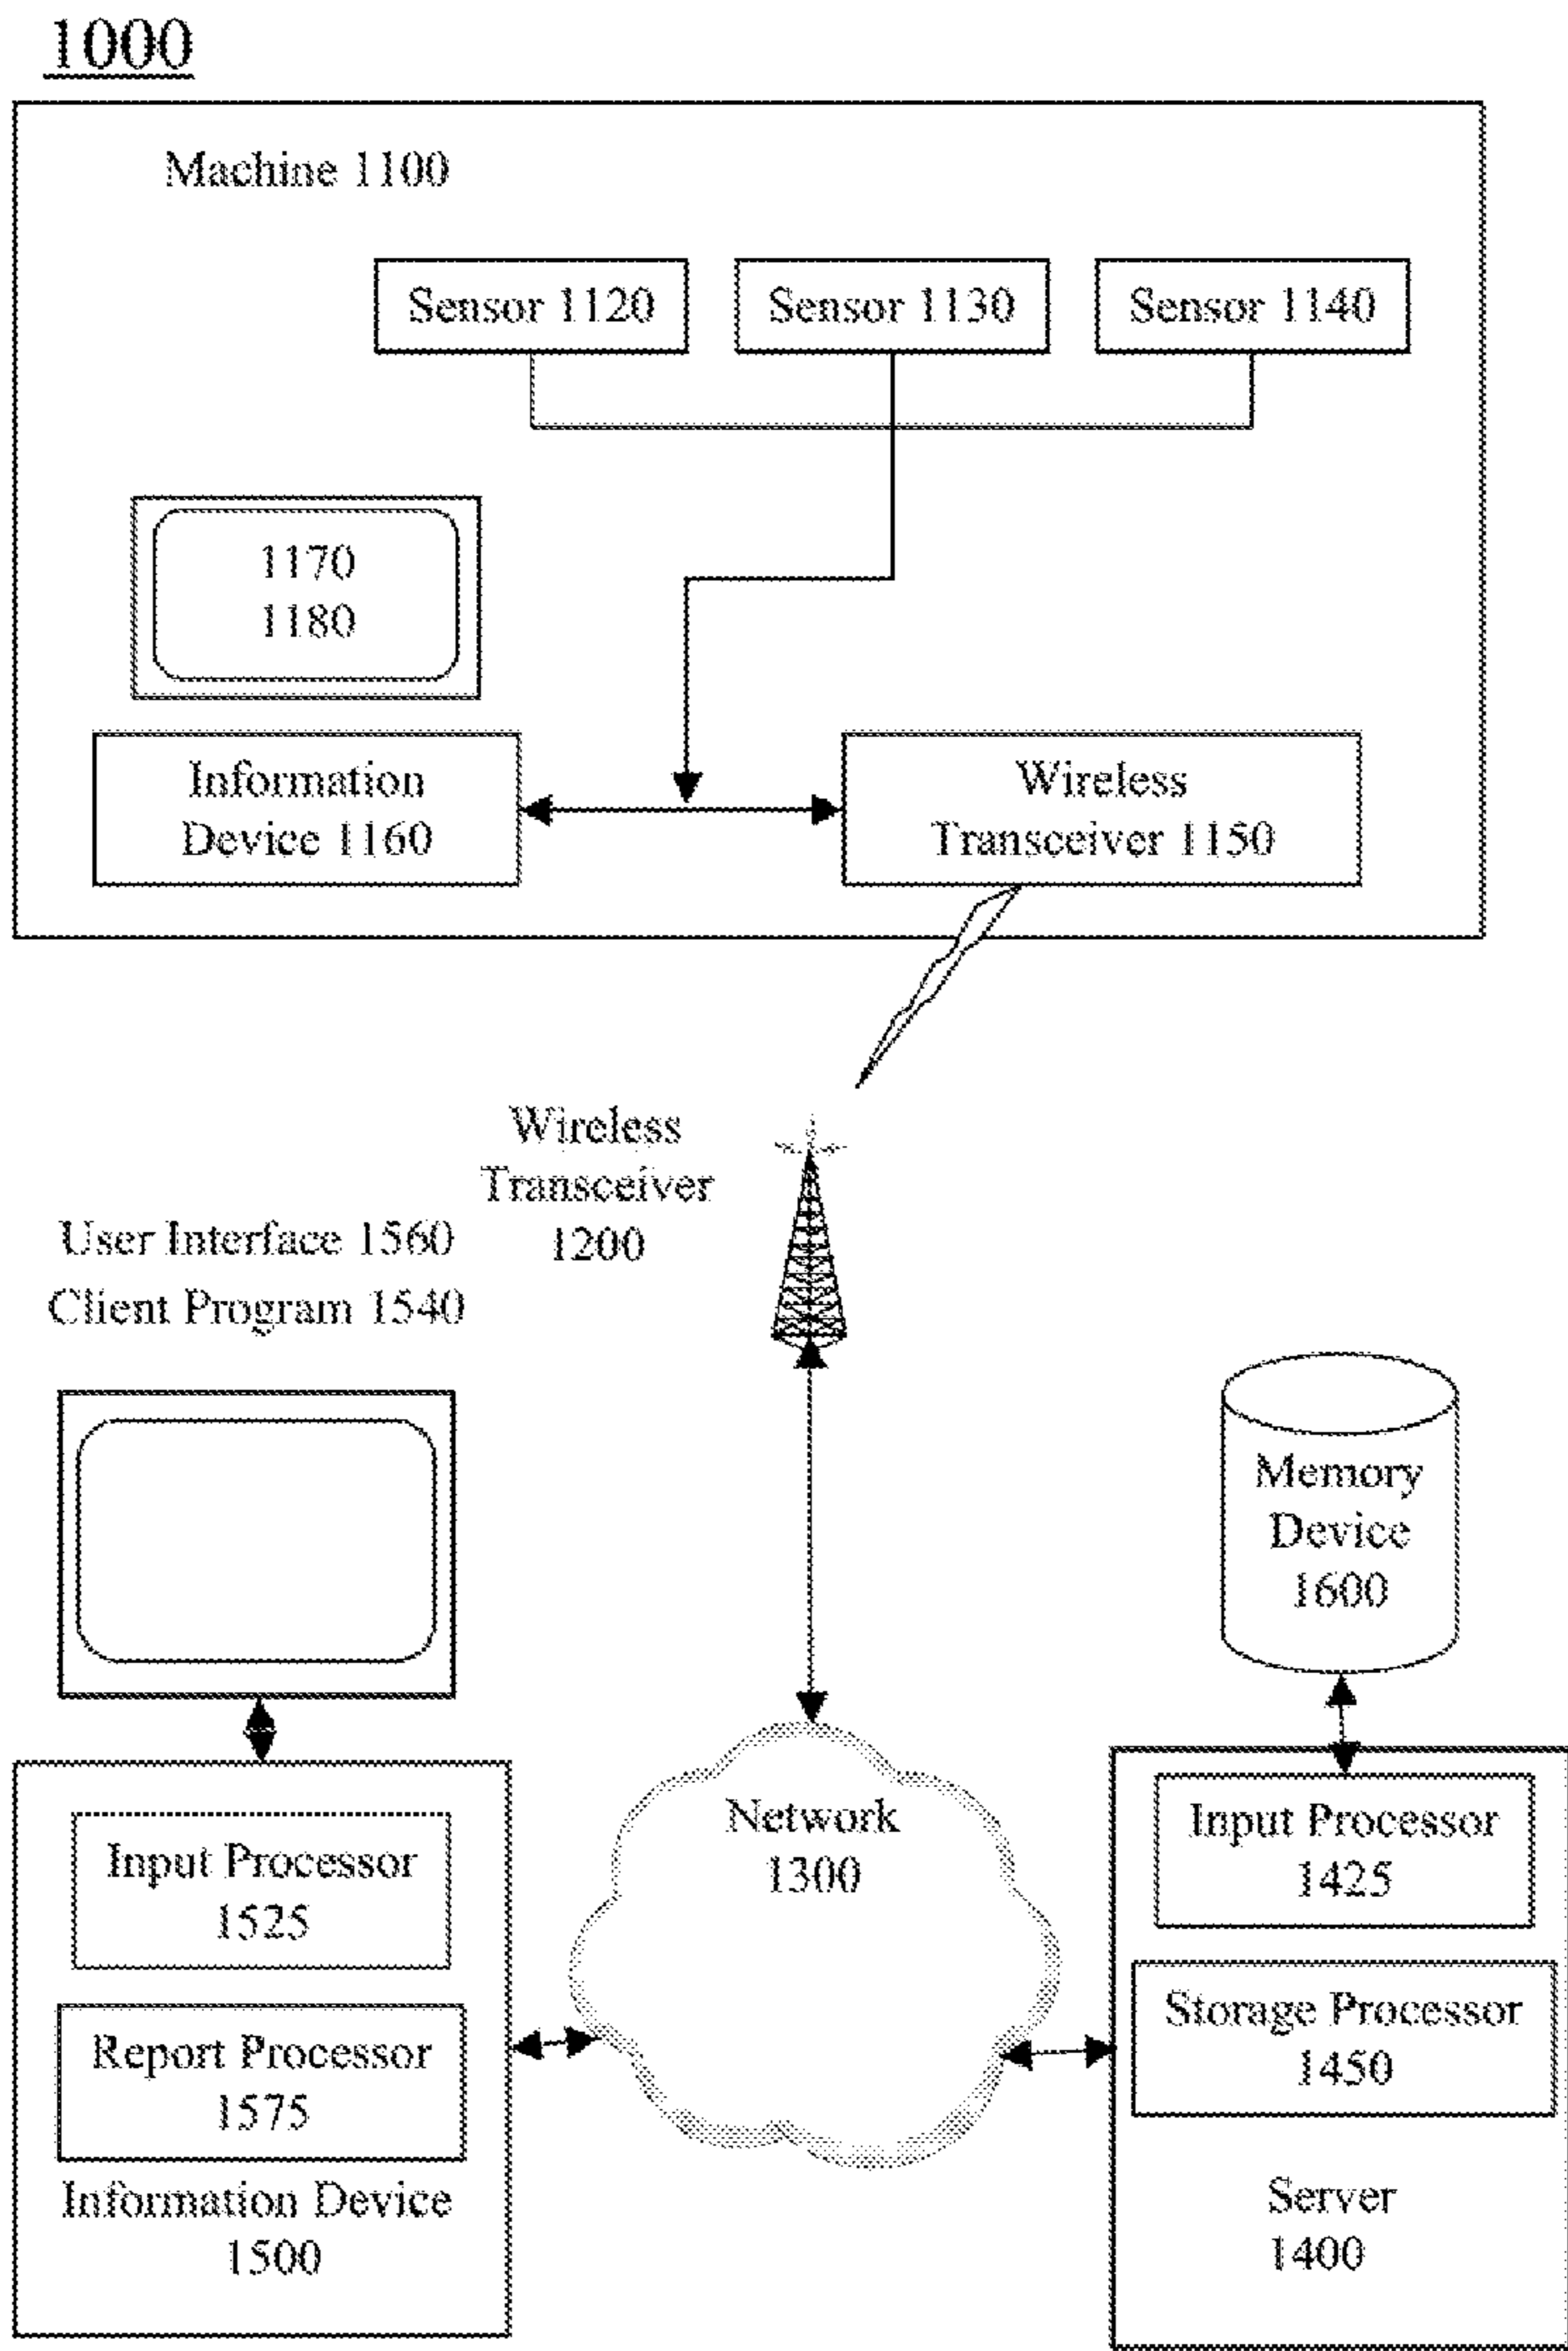 1000
Machine 1100
Sensor 1120
Sensor 1130
Sensor 1140
1170
1180
Information
Device 1160
Wireless
Transceiver 1150
Wireless
Transceiver
1200
User Interface 1560
Client Program 1540
Memory
Device
1600
Network
1300
Input Processor
1525
Report Processor
1575
Information Device
1500
Input Processor
1425
Storage Processor
1450
Server
1400